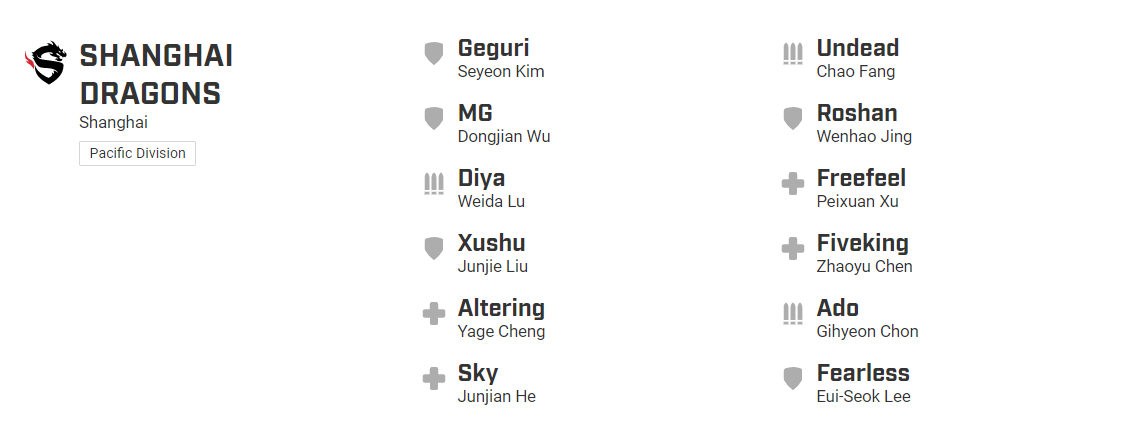 SHANGHAI
DRAGONS
Shanghai
Pacific Division
Geguri
Seyeon Kim
MG
Dongjian Wu
Diya
Weida Lu
Xushu
Junjie Liu
Altering
Yage Cheng
Sky
Junjian He
Undead
Chao Fang
Roshan
Wenhao Jing
Freefeel
Peixuan Xu
Fiveking
Zhaoyu Chen
Ado
Gihyeon Chon
Fearless
Eui-Seok Lee